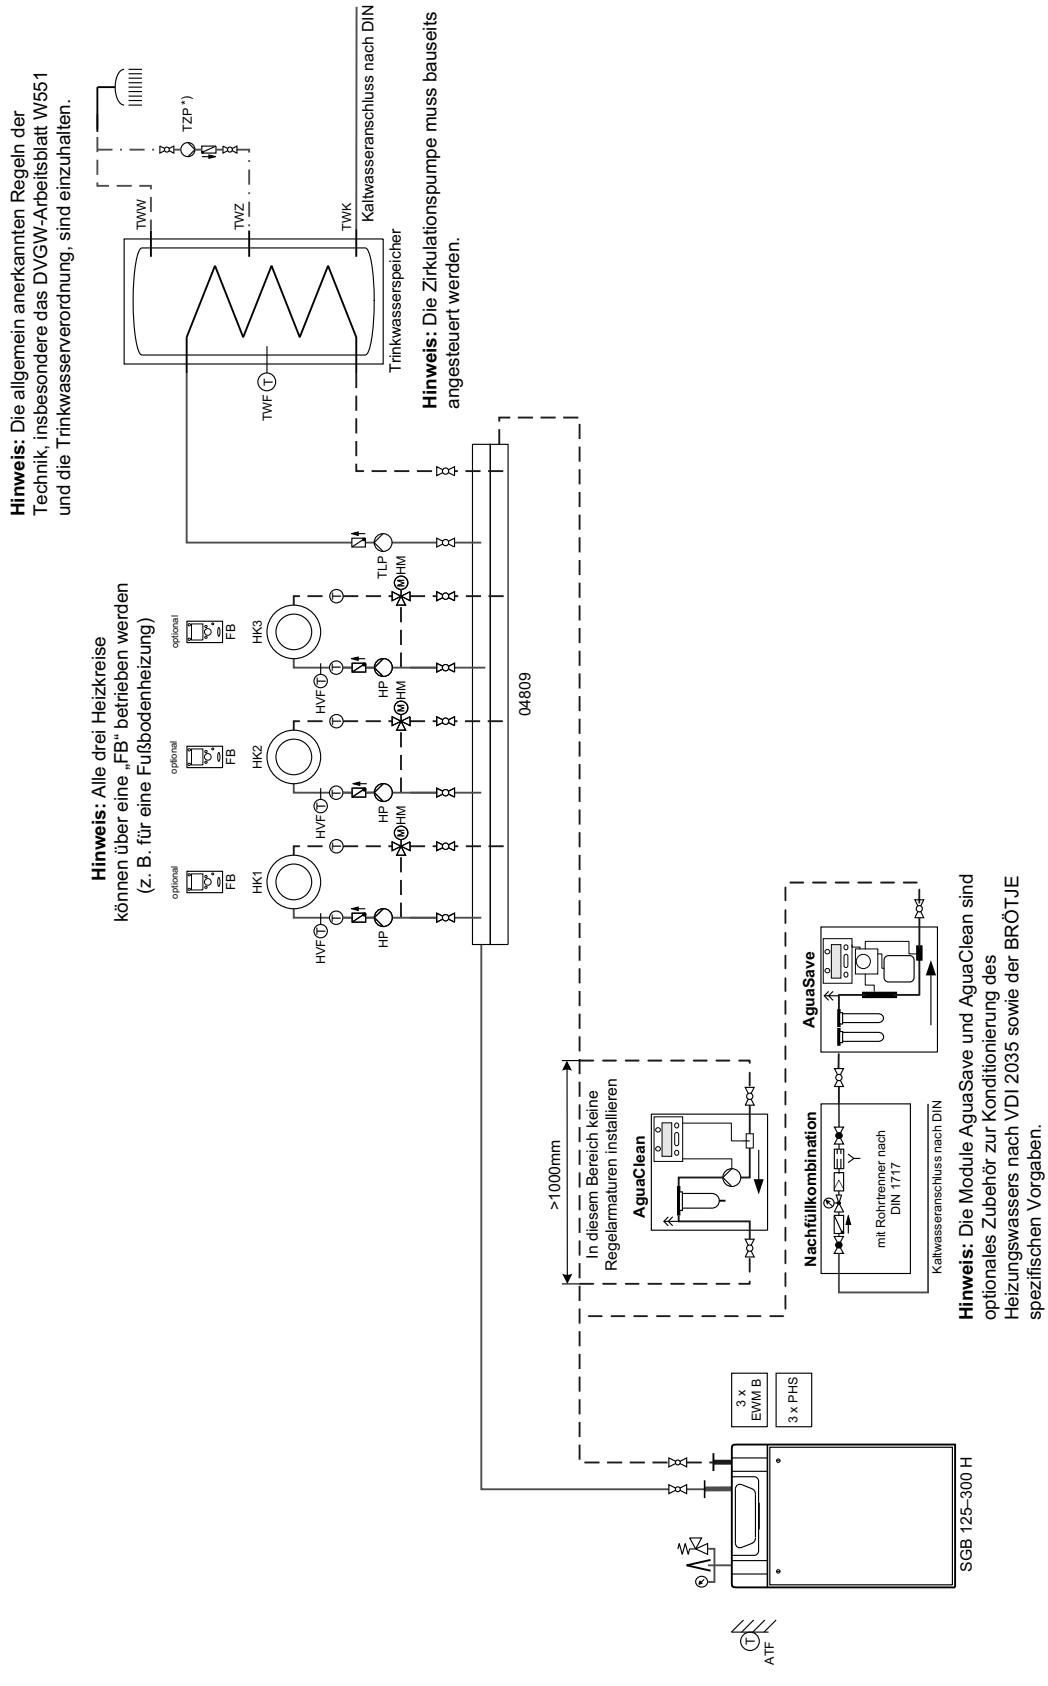 Hinweis: Die allgemein anerkannten Regeln der
Technik, insbesondere das DVGW-Arbeitsblatt W551
und die Trinkwasserverordnung, sind einzuhalten.
TZP *)
TWW
TWZ
TWK
Kaltwasseranschluss nach DIN
TWF
T
Trinkwasserspeicher
Hinweis: Die Zirkulationspumpe muss bauseits
angesteuert werden.
Hinweis: Alle drei Heizkreise
können über eine „FB“ betrieben werden
(z. B. für eine Fußbodenheizung)
optional
FB
HK1
HVF
T
T
T
HP
M
HM
optional
FB
HK2
HVF
T
T
T
HP
M
HM
optional
FB
HK3
HVF
T
T
T
HP
M
HM
TLP
04809
>1000mm
In diesem Bereich keine
Regelarmaturen installieren
AguaClean
AguaSave
Nachfüllkombination
mit Rohrtrenner nach
DIN 1717
Kaltwasseranschluss nach DIN
Hinweis: Die Module AguaSave und AguaClean sind
optionales Zubehör zur Konditionierung des
Heizungswassers nach VDI 2035 sowie der BRÖTJE
spezifischen Vorgaben.
3 x
EWM B
3 x PHS
SGB 125–300 H
T
ATF